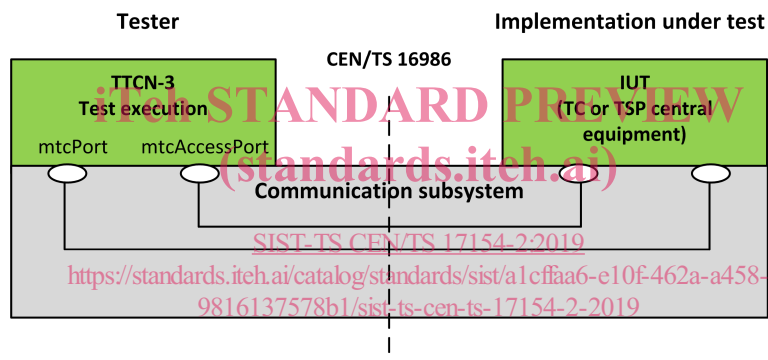 Tester
Implementation under test
CEN/TS 16986
TTCN-3
Test execution
mtcPort
mtcAccessPort
IUT
(TC or TSP central
equipment)
iTeh STANDARD PREVIEW
(standards.iteh.ai)
Communication subsystem
SIST-TS CEN/TS 17154-2:2019
https://standards.iteh.ai/catalog/standards/sist/a1cffaa6-e10f-462a-a458-
9816137578b1/sist-ts-cen-ts-17154-2-2019